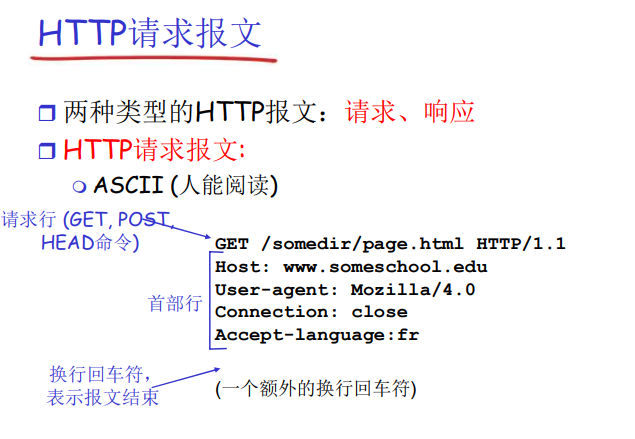 HTTP请求报文
两种类型的HTTP报文：请求、响应
HTTP请求报文:
ASCII (人能阅读)
请求行 (GET, POST,
HEAD命令)
GET /somedir/page.html HTTP/1.1
Host: www.someschool.edu
User-agent: Mozilla/4.0
Connection: close
Accept-language:fr
首部行
换行回车符，
表示报文结束
(一个额外的换行回车符)